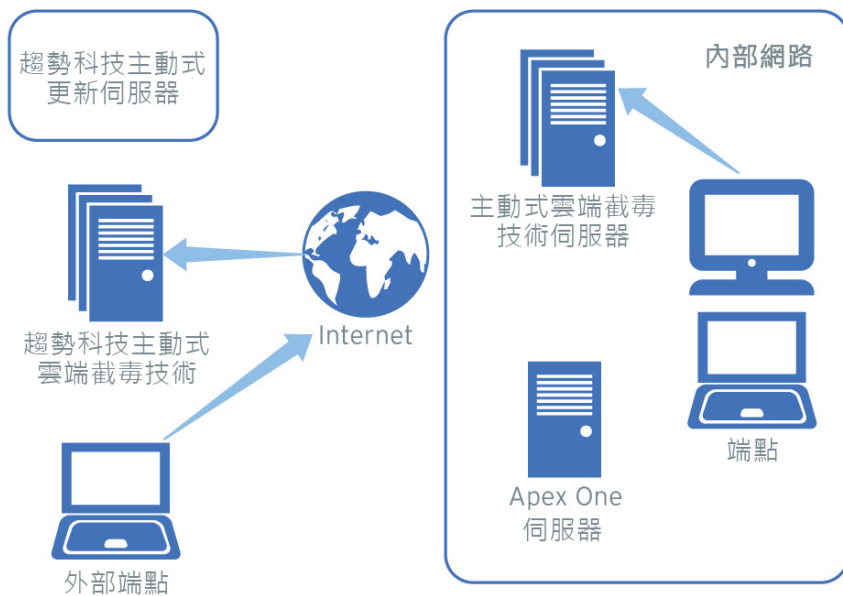 趨勢科技主動式
更新伺服器
內部網路
主動式雲端截毒
技術伺服器
Internet
趨勢科技主動式
雲端截毒技術
端點
Apex One
伺服器
外部端點